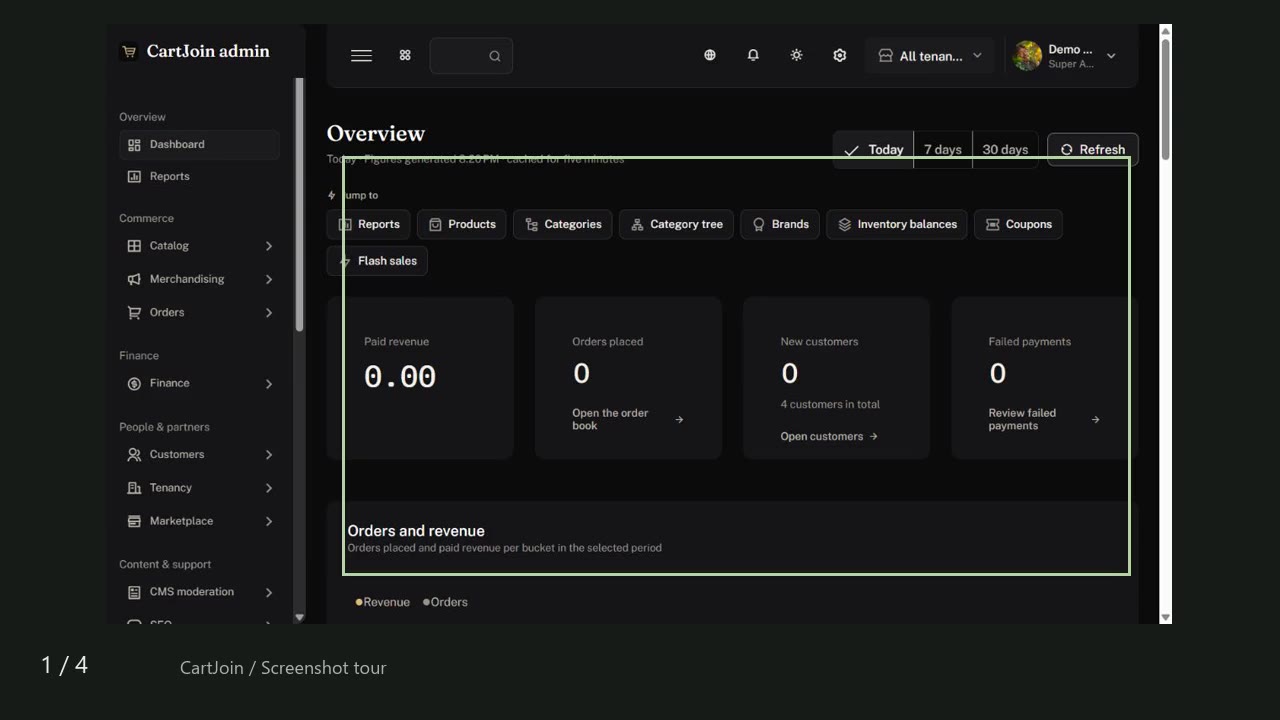 CartJoin admin
All tenan...
Demo ...
Super A...
Overview
Dashboard
Reports
Commerce
Catalog
Merchandising
Orders
Finance
Finance
People & partners
Customers
Tenancy
Marketplace
Content & support
CMS moderation
SEO
Overview
Today · Figures generated 8:20 PM · cached for five minutes
Today
7 days
30 days
Refresh
Jump to
Reports
Products
Categories
Category tree
Brands
Inventory balances
Coupons
Flash sales
Paid revenue
0.00
Orders placed
0
Open the order
book
New customers
0
4 customers in total
Open customers
Failed payments
0
Review failed
payments
Orders and revenue
Orders placed and paid revenue per bucket in the selected period
Revenue
Orders
1 / 4
CartJoin / Screenshot tour